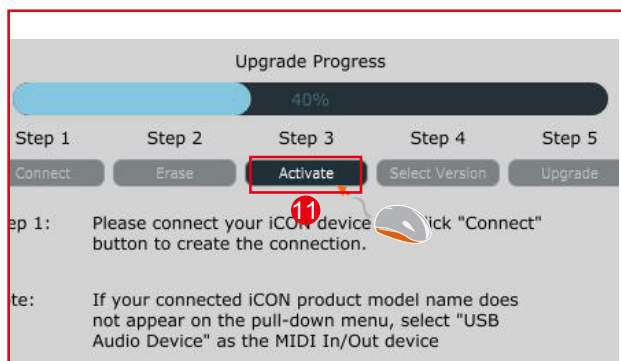 Upgrade Progress
40%
Step 1 Step 2 Step 3 Step 4 Step 5
Connect Erase Activate Select Version Upgrade
11
ep 1: Please connect your iCON device ick "Connect"
button to create the connection.
te: If your connected iCON product model name does
not appear on the pull-down menu, select "USB
Audio Device" as the MIDI In/Out device